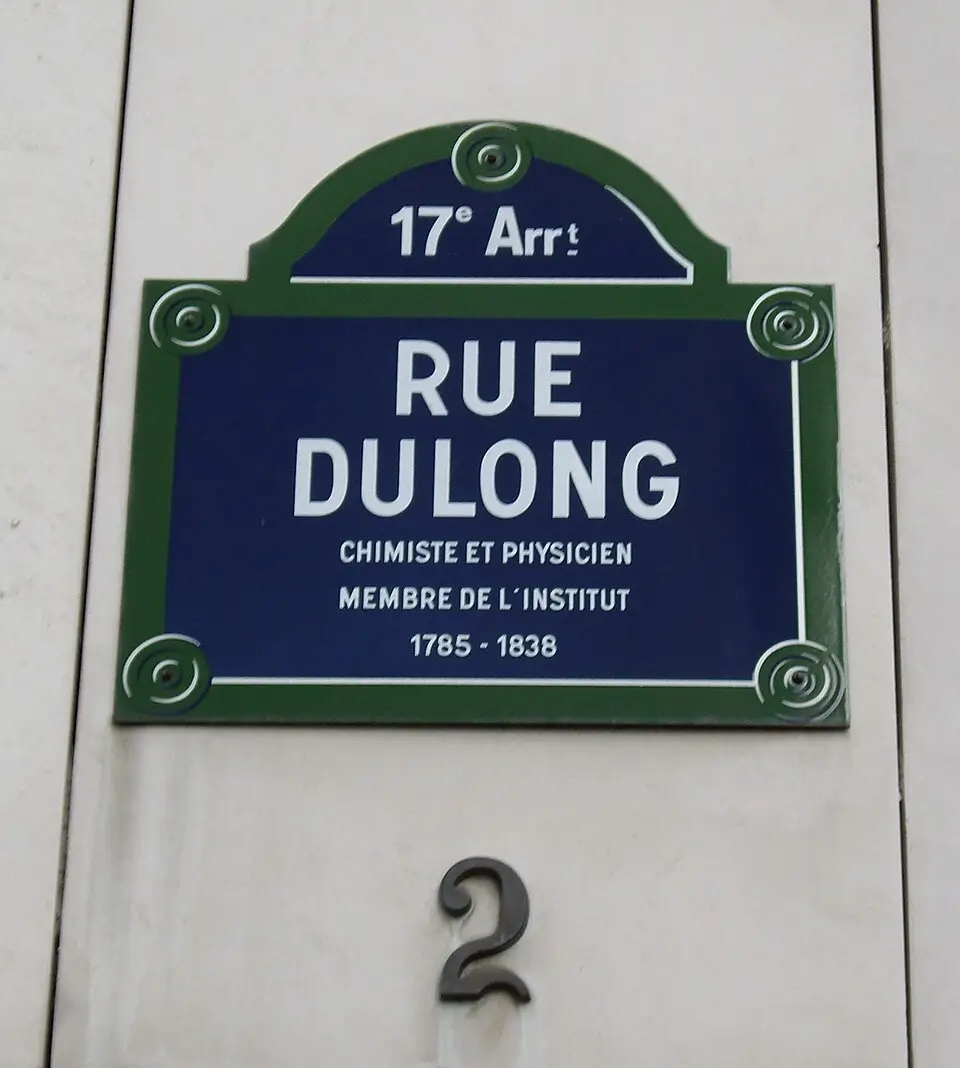 17e Arrt
RUE
DULONG
CHIMISTE ET PHYSICIEN
MEMBRE DE L'INSTITUT
1785 - 1838
2